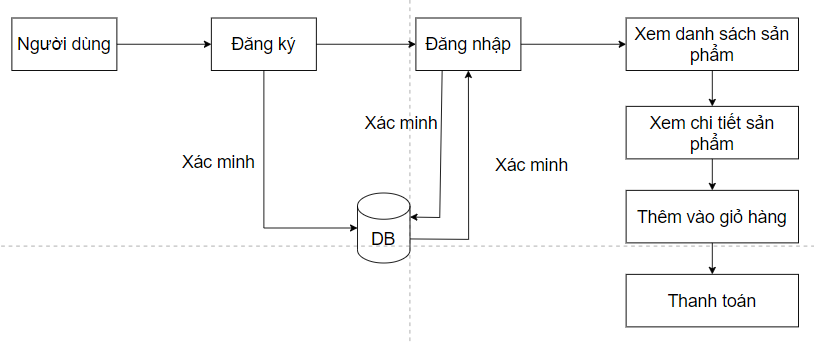 Người dùng
Đăng ký
Đăng nhập
Xem danh sách sản
phẩm
Xác minh
Xem chi tiết sản
phẩm
Xác minh
Xác minh
Thêm vào giỏ hàng
DB
Thanh toán